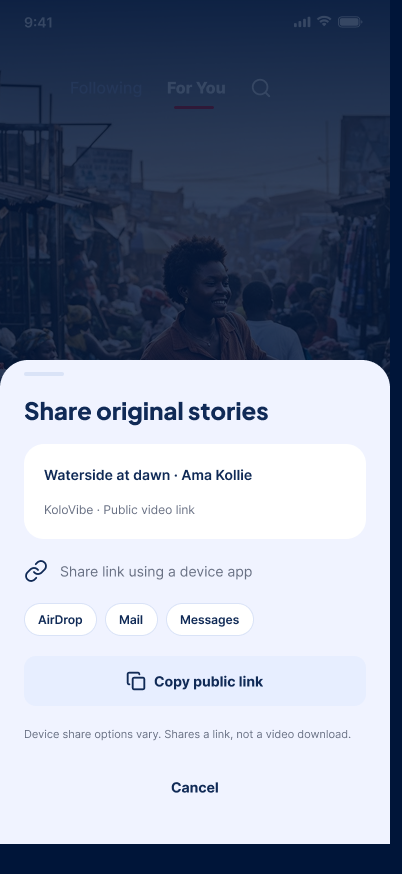 9:41
Following
For You
Share original stories
Waterside at dawn · Ama Kollie
KoloVibe · Public video link
Share link using a device app
AirDrop
Mail
Messages
Copy public link
Device share options vary. Shares a link, not a video download.
Cancel